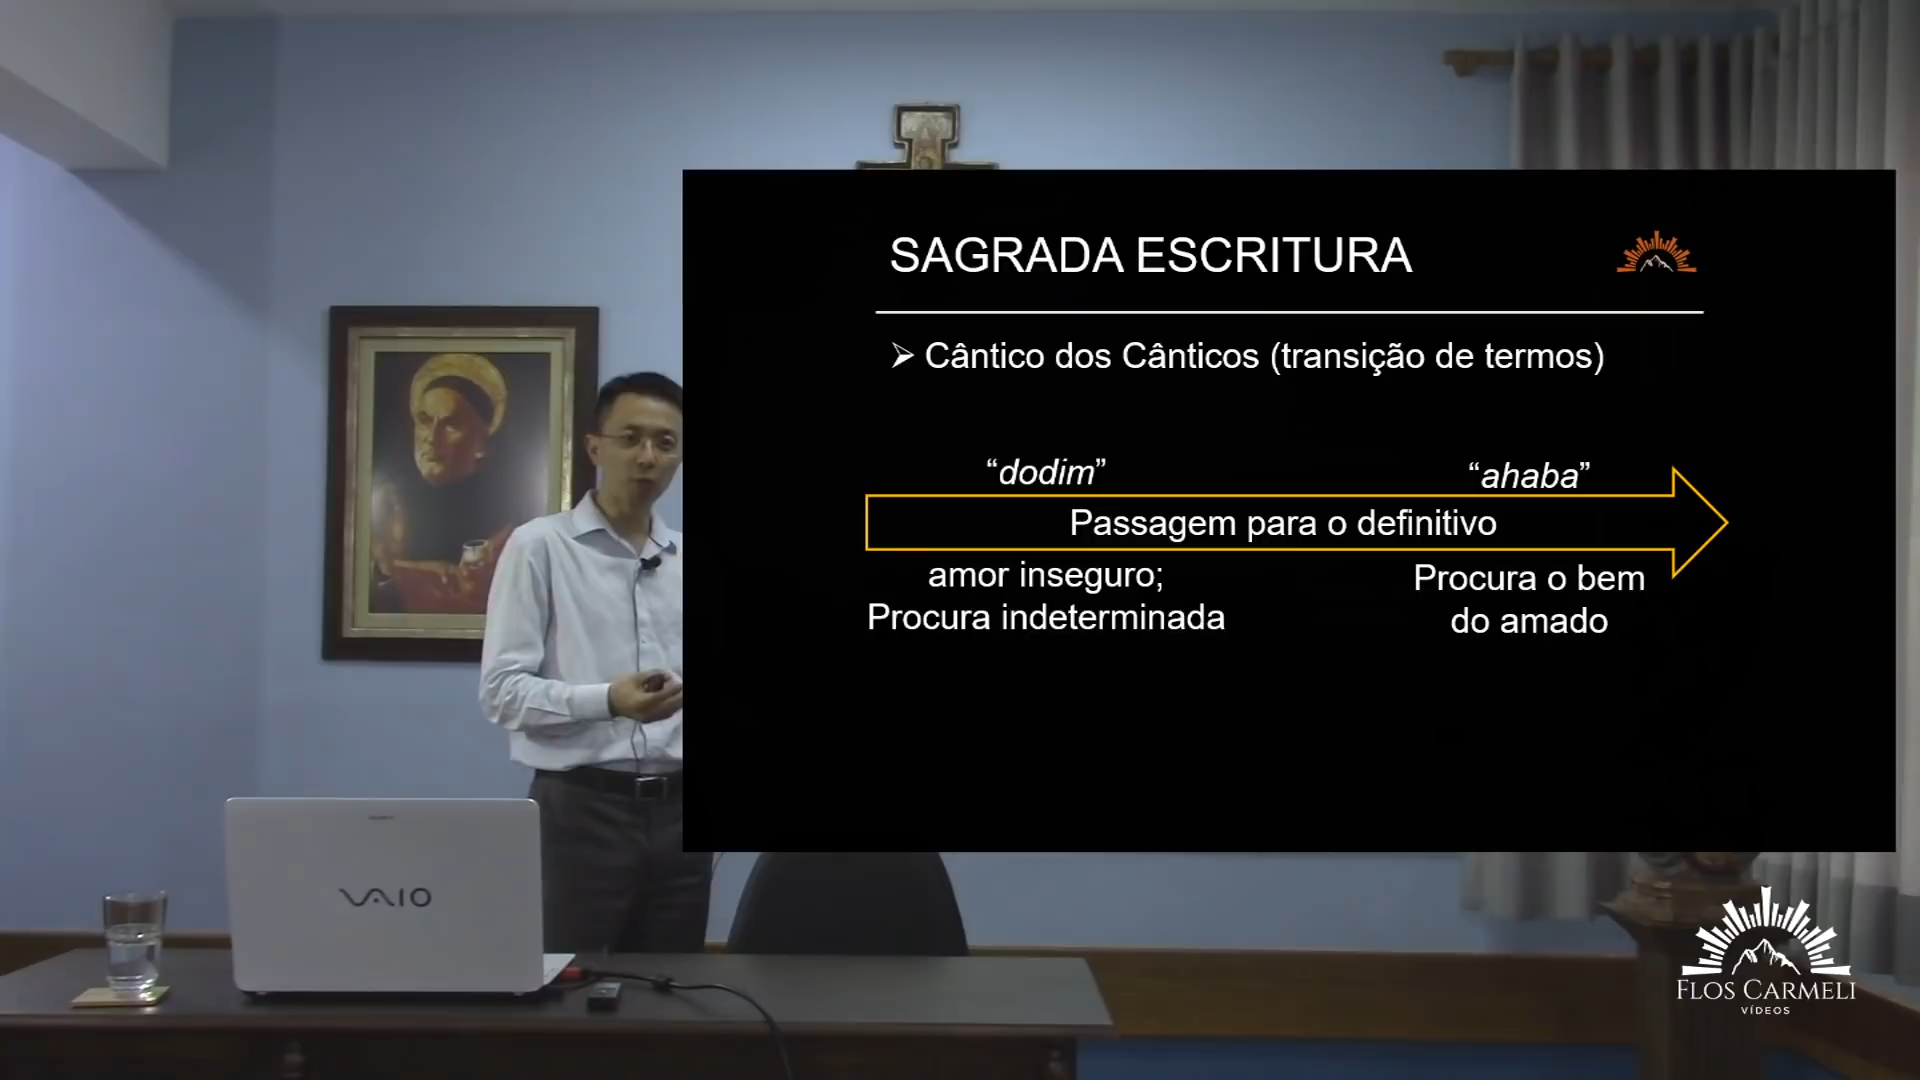 SAGRADA ESCRITURA
➢ Cântico dos Cânticos (transição de termos)
“dodim”
“ahaba”
Passagem para o definitivo
amor inseguro;
Procura indeterminada
Procura o bem
do amado
VAIO
FLOS CARMELI
VÍDEOS